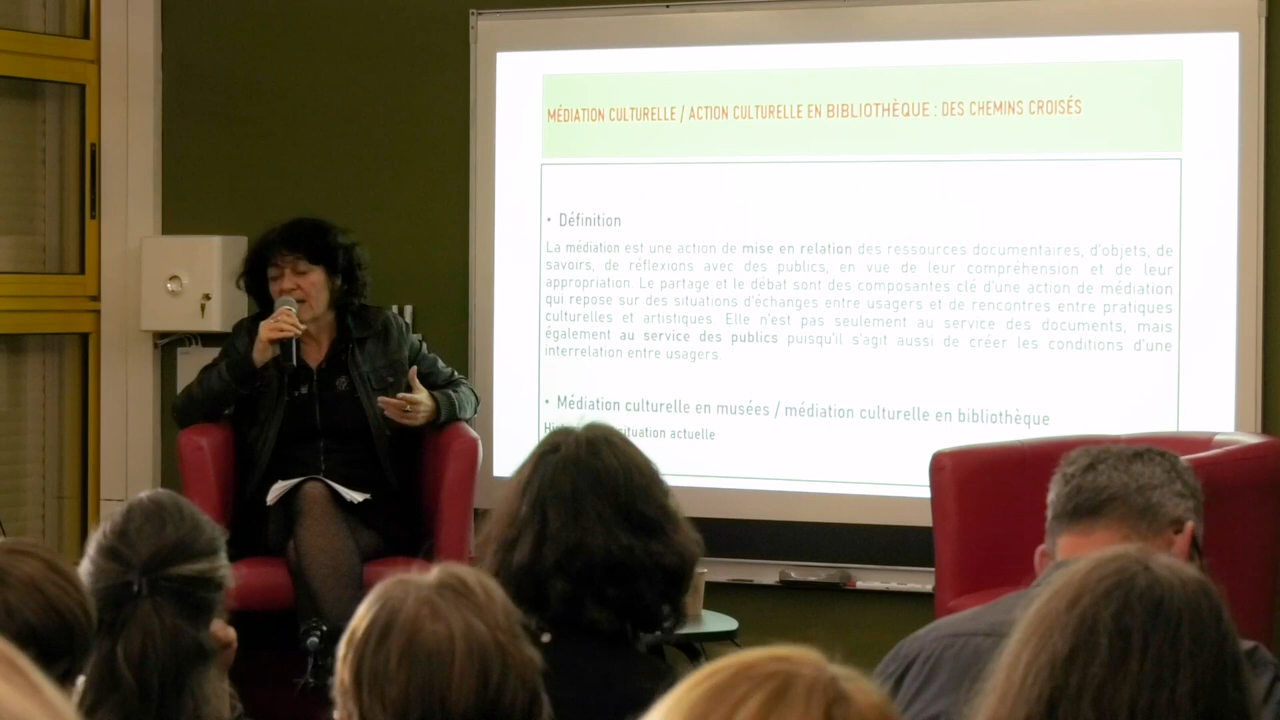 MÉDIATION CULTURELLE / ACTION CULTURELLE EN BIBLIOTHÈQUE : DES CHEMINS CROISÉS
• Définition
La médiation est une action de mise en relation des ressources documentaires, d'objets, de
savoirs, de réflexions avec des publics, en vue de leur compréhension et de leur
appropriation. Le partage et le débat sont des composantes clé d'une action de médiation
qui repose sur des situations d'échanges entre usagers et de rencontres entre pratiques
culturelles et artistiques. Elle n'est pas seulement au service des documents, mais
également au service des publics puisqu'il s'agit aussi de créer les conditions d'une
interrelation entre usagers.
• Médiation culturelle en musées / médiation culturelle en bibliothèque
situation actuelle